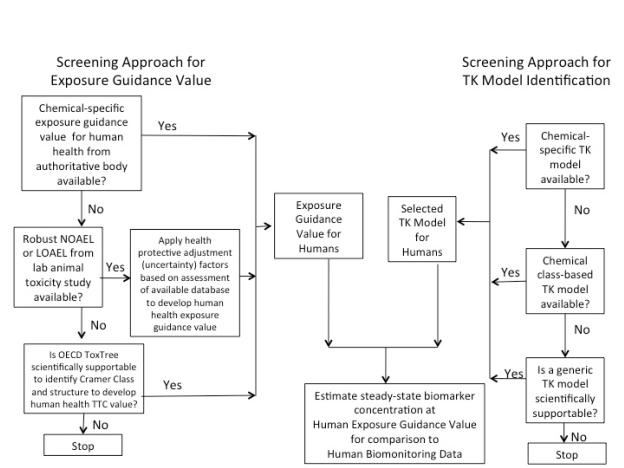 Screening Approach for
Exposure Guidance Value
Screening Approach for
TK Model Identification
Chemical-specific
exposure guidance
value for human
health from
authoritative body
available?
Yes
No
Robust NOAEL
or LOAEL from
lab animal
toxicity study
available?
Yes
Apply health
protective adjustment
(uncertainty) factors
based on assessment
of available database
to develop human
health exposure
guidance value
No
Is OECD ToxTree
scientifically supportable
to identify Cramer Class
and structure to develop
human health TTC value?
Yes
No
Stop
Exposure
Guidance
Value for
Humans
Selected
TK Model
for
Humans
Estimate steady-state biomarker
concentration at
Human Exposure Guidance Value
for comparison to
Human Biomonitoring Data
Yes
Chemical-
specific TK
model
available?
No
Yes
Chemical
class-based
TK model
available?
No
Yes
Is a generic
TK model
scientifically
supportable?
No
Stop